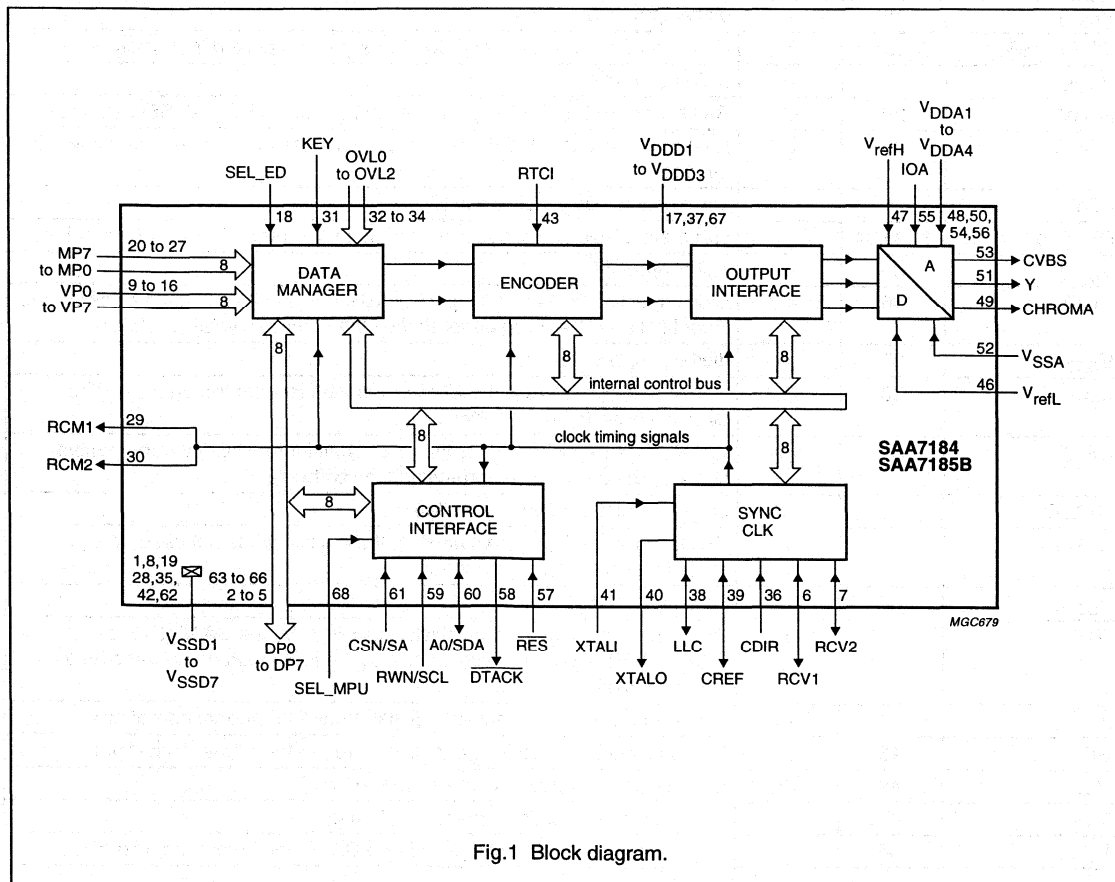 KEY
SEL_ED
OVL0
to OVL2
RTCI
VDDD1
to VDDD3
VrefH
IOA
VDDA1
to
VDDA4
18
31
32 to 34
43
17,37,67
47
55
48,50,
54,56
MP7
to MP0
20 to 27
8
VP0
to VP7
9 to 16
8
DATA
MANAGER
ENCODER
OUTPUT
INTERFACE
A
D
53
CVBS
51
Y
49
CHROMA
52
VSSA
46
VrefL
8
8
8
internal control bus
RCM1
29
RCM2
30
8
clock timing signals
8
SAA7184
SAA7185B
8
CONTROL
INTERFACE
SYNC
CLK
1,8,19
28,35,
42,62
63 to 66
2 to 5
68
61
59
60
58
57
41
40
38
39
36
6
7
MGC679
VSSD1
to
VSSD7
DP0
to DP7
SEL_MPU
CSN/SA
RWN/SCL
A0/SDA
DTACK
RES
XTALI
XTALO
LLC
CREF
CDIR
RCV1
RCV2
Fig.1 Block diagram.